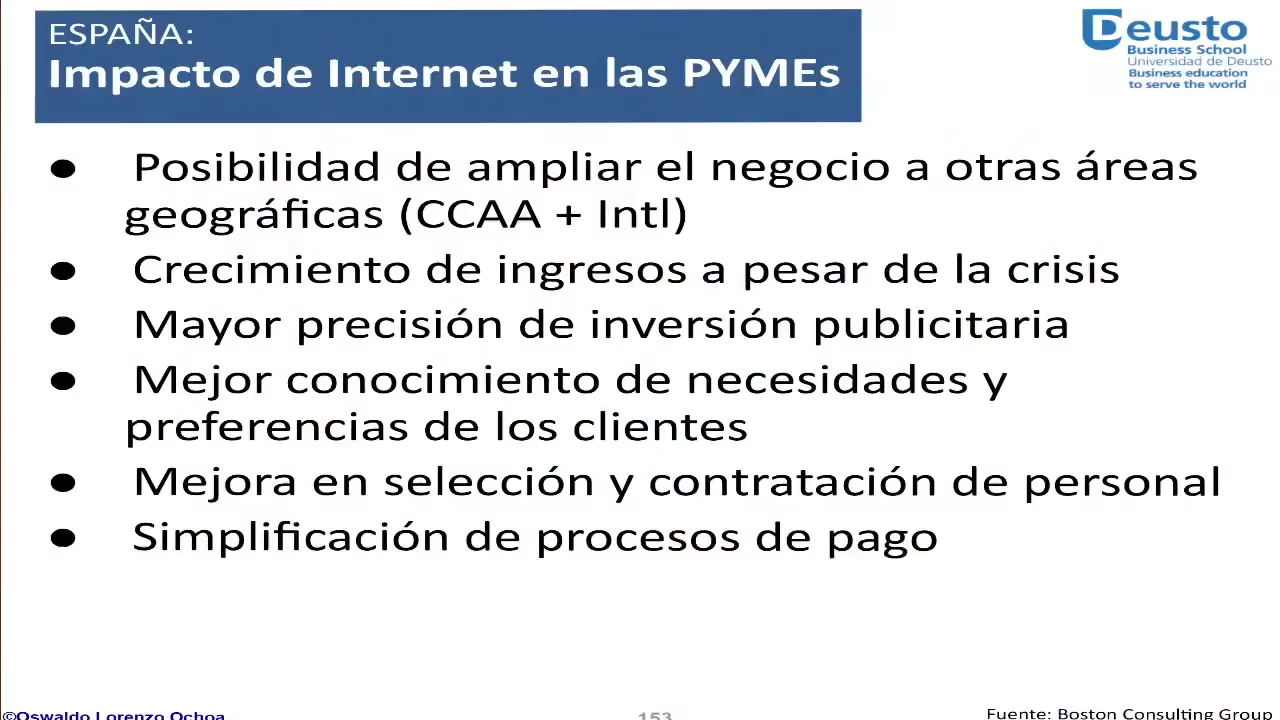 ESPAÑA:
Impacto de Internet en las PYMEs
Deusto
Business School
Universidad de Deusto
Business education
to serve the world
● Posibilidad de ampliar el negocio a otras áreas
geográficas (CCAA + Intl)
● Crecimiento de ingresos a pesar de la crisis
● Mayor precisión de inversión publicitaria
● Mejor conocimiento de necesidades y
preferencias de los clientes
● Mejora en selección y contratación de personal
● Simplificación de procesos de pago
©Oswaldo Lorenzo Ochoa
153
Fuente: Boston Consulting Group